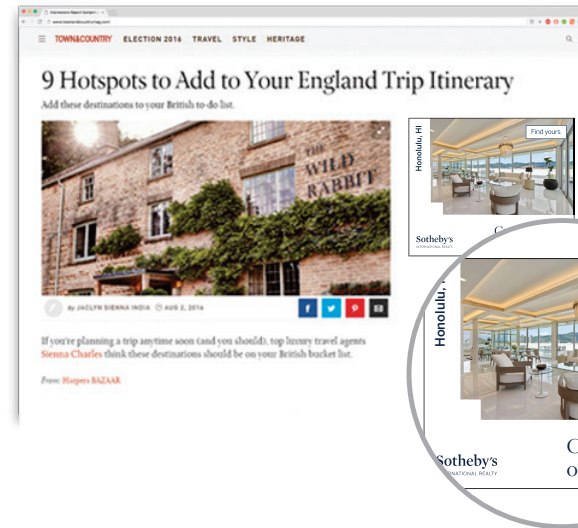 www.townandcountrymag.com
TOWN&COUNTRY ELECTION 2016 TRAVEL STYLE HERITAGE
9 Hotspots to Add to Your England Trip Itinerary
Add these destinations to your British to-do list.
THE
WILD
RABBIT
by JACLYN SIENNA INDIA AUG 2, 2016
If you're planning a trip anytime soon (and you should), top luxury travel agents
Sienna Charles think these destinations should be on your British bucket list.
From: Harpers BAZAAR
Honolulu, HI
Find yours
Sotheby's
INTERNATIONAL REALTY
Honolulu,
Sotheby's
NATIONAL REALTY